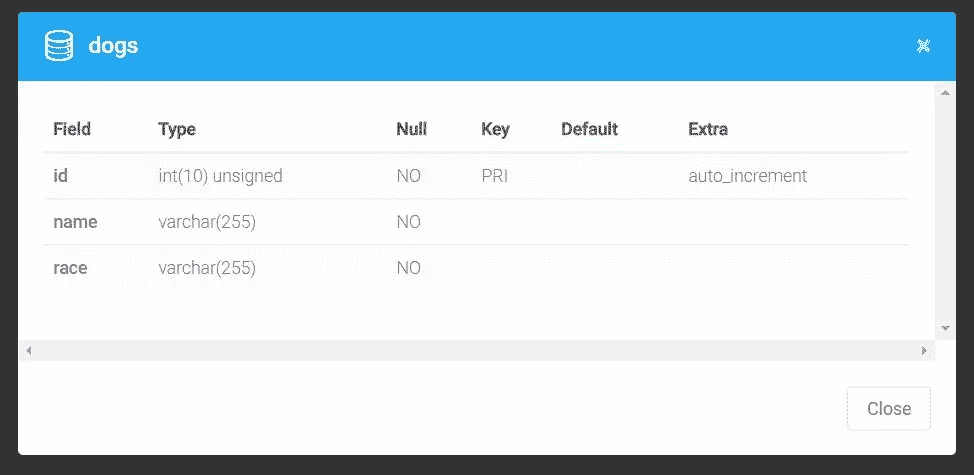 dogs
Field Type Null Key Default Extra
id int(10) unsigned NO PRI auto_increment
name varchar(255) NO
race varchar(255) NO
Close